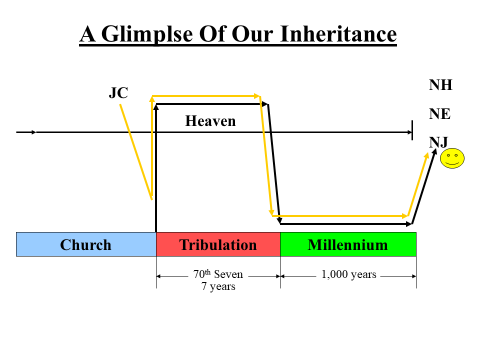 A Glimplse Of Our Inheritance
JC
NH
NE
NJ
Heaven
Church
Tribulation
Millennium
70th Seven
7 years
1,000 years